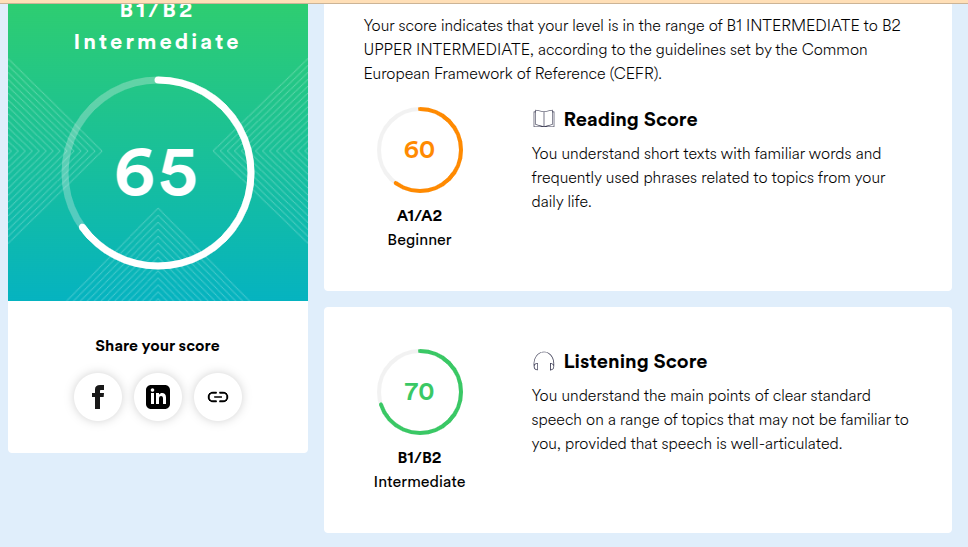 B1/B2
Intermediate
65
Share your score
Your score indicates that your level is in the range of B1 INTERMEDIATE to B2
UPPER INTERMEDIATE, according to the guidelines set by the Common
European Framework of Reference (CEFR).
60
A1/A2
Beginner
Reading Score
You understand short texts with familiar words and
frequently used phrases related to topics from your
daily life.
70
B1/B2
Intermediate
Listening Score
You understand the main points of clear standard
speech on a range of topics that may not be familiar to
you, provided that speech is well-articulated.